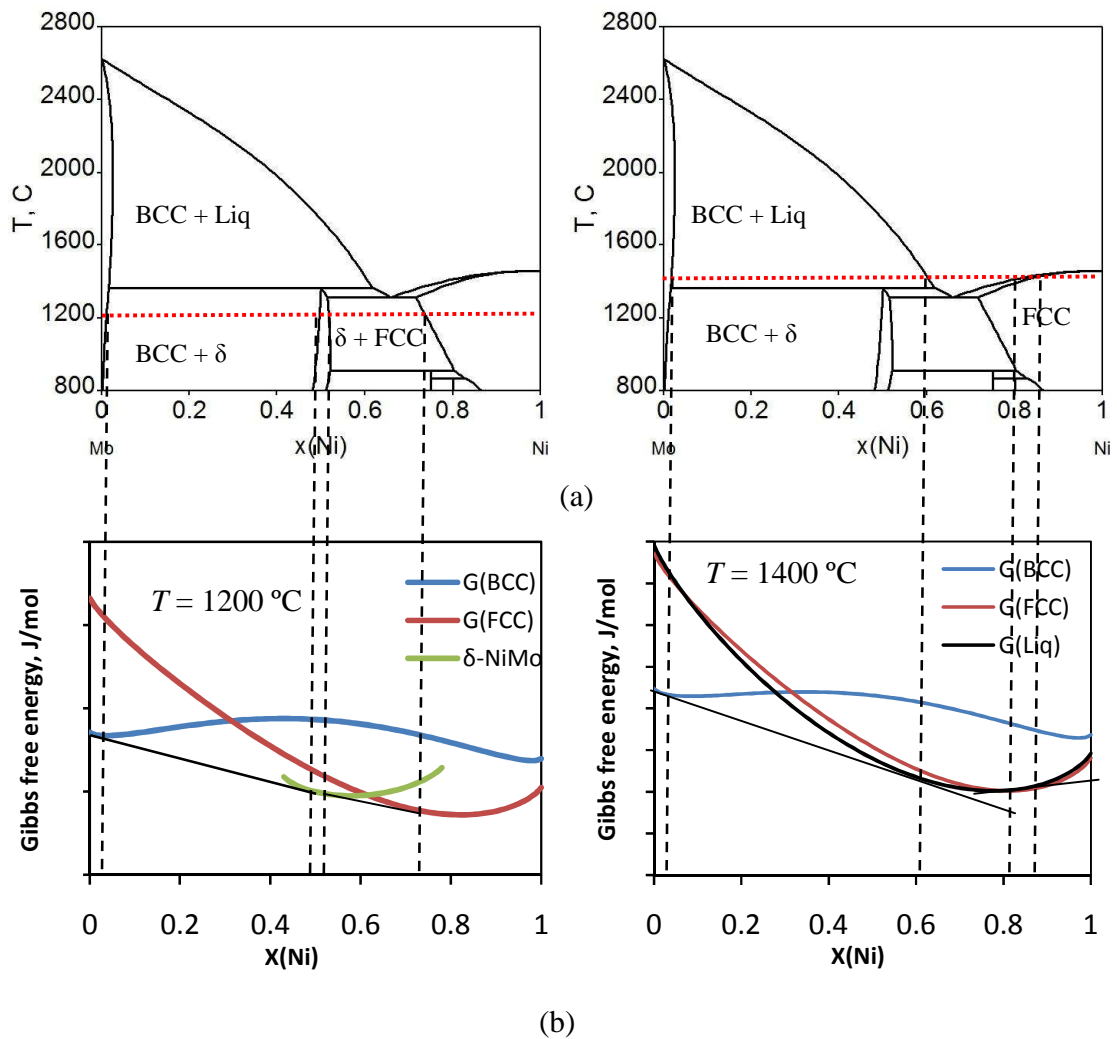 2800
2400
2000
1600
1200
800
T, C
BCC + Liq
BCC + δ
δ + FCC
0 0.2 0.4 0.6 0.8 1
Mo x(Ni) Ni
2800
2400
2000
1600
1200
800
T, C
BCC + Liq
BCC + δ
FCC
0 0.2 0.4 0.6 0.8 1
Mo x(Ni) Ni
(a)
Gibbs free energy, J/mol
T = 1200 ºC
G(BCC)
G(FCC)
δ-NiMo
0 0.2 0.4 0.6 0.8 1
X(Ni)
Gibbs free energy, J/mol
T = 1400 ºC
G(BCC)
G(FCC)
G(Liq)
0 0.2 0.4 0.6 0.8 1
X(Ni)
(b)